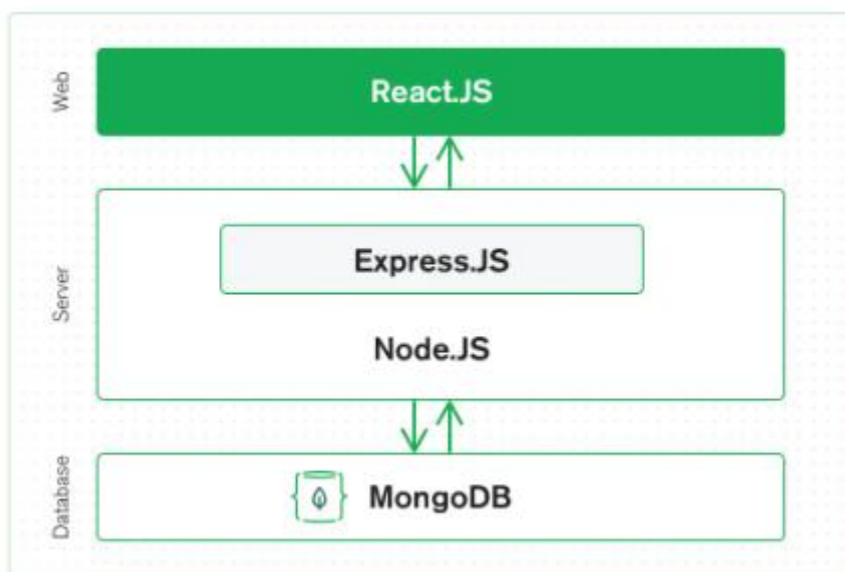 Web
React.JS
Server
Express.JS
Node.JS
Database
MongoDB